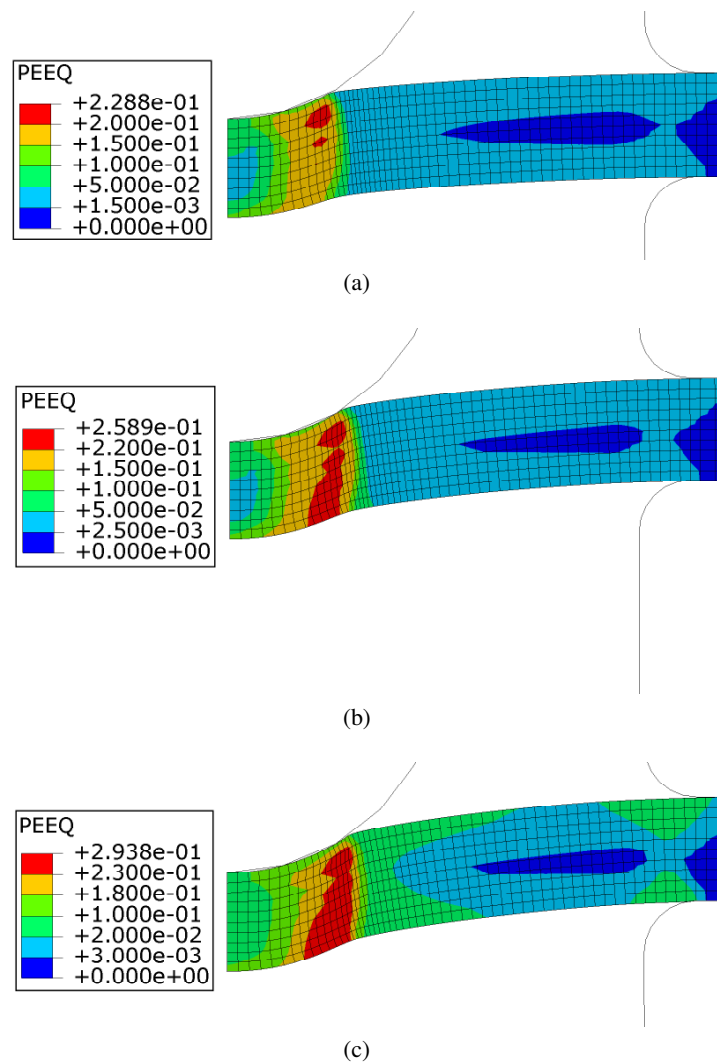 PEEQ
+2.288e-01
+2.000e-01
+1.500e-01
+1.000e-01
+5.000e-02
+1.500e-03
+0.000e+00
(a)
PEEQ
+2.589e-01
+2.200e-01
+1.500e-01
+1.000e-01
+5.000e-02
+2.500e-03
+0.000e+00
(b)
PEEQ
+2.938e-01
+2.300e-01
+1.800e-01
+1.000e-01
+2.000e-02
+3.000e-03
+0.000e+00
(c)